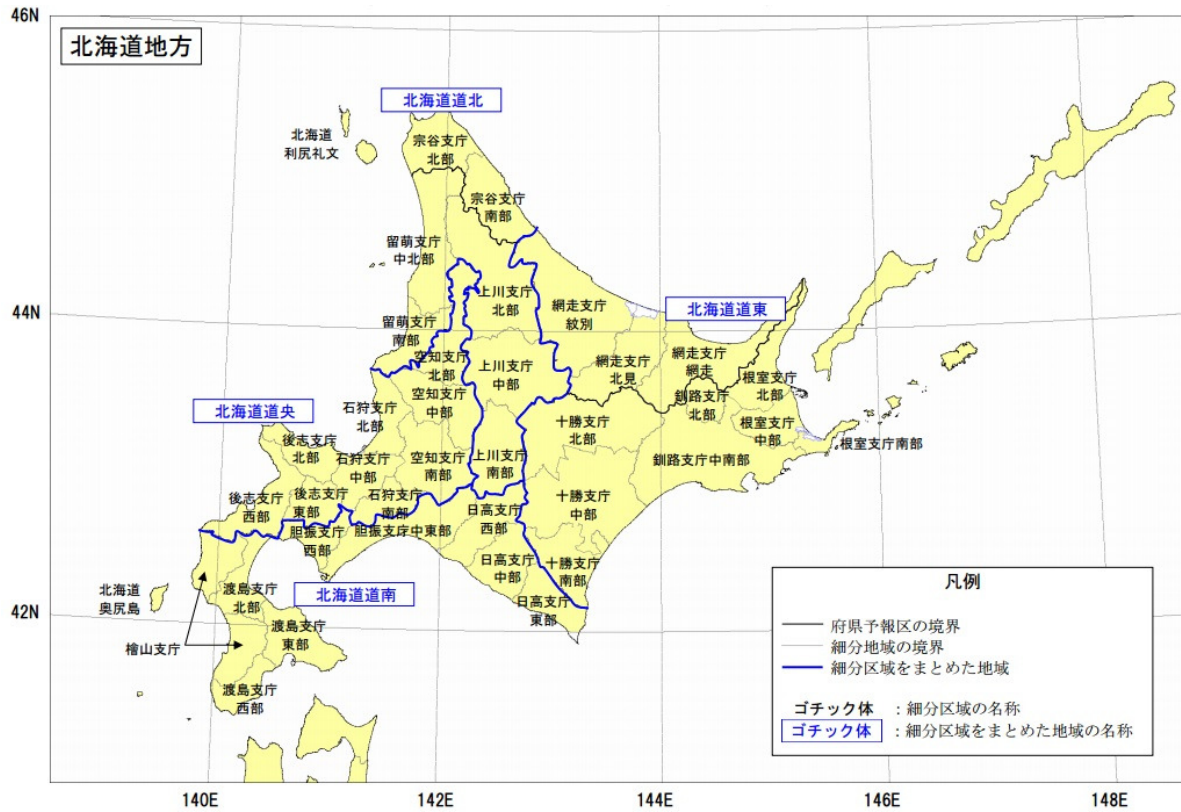 46N
北海道地方
北海道道北
北海道
利尻礼文
宗谷支庁
北部
宗谷支庁
南部
留萌支庁
中北部
上川支庁
北部
網走支庁
紋別
北海道道東
44N
留萌支庁
南部
空知支庁
北部
上川支庁
中部
網走支庁
北見
網走支庁
網走
根室支庁
北部
釧路支庁
北部
空知支庁
中部
石狩支庁
北部
北海道道央
十勝支庁
北部
根室支庁
中部
根室支庁南部
後志支庁
北部
石狩支庁
中部
空知支庁
南部
上川支庁
南部
釧路支庁中南部
後志支庁
西部
後志支庁
東部
石狩支庁
南部
十勝支庁
中部
胆振支庁
西部
胆振支庁中東部
日高支庁
西部
日高支庁
中部
十勝支庁
南部
北海道
奥尻島
渡島支庁
北部
北海道道南
日高支庁
東部
42N
渡島支庁
東部
檜山支庁
渡島支庁
西部
凡例
府県予報区の境界
細分地域の境界
細分区域をまとめた地域
ゴチック体 :細分区域の名称
ゴチック体 :細分区域をまとめた地域の名称
140E 142E 144E 146E 148E